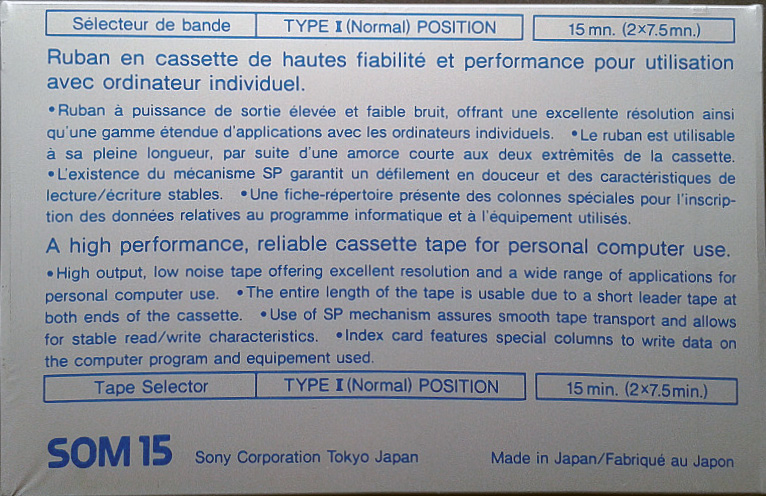 Sélecteur de bande TYPE I (Normal) POSITION 15 mn. (2×7.5mn.)
Ruban en cassette de hautes fiabilité et performance pour utilisation
avec ordinateur individuel.
•Ruban à puissance de sortie élevée et faible bruit, offrant une excellente résolution ainsi
qu'une gamme étendue d'applications avec les ordinateurs individuels. •Le ruban est utilisable
à sa pleine longueur, par suite d'une amorce courte aux deux extrêmités de la cassette.
•L'existence du mécanisme SP garantit un défilement en douceur et des caractéristiques de
lecture/écriture stables. •Une fiche-répertoire présente des colonnes spéciales pour l'inscrip-
tion des données relatives au programme informatique et à l'équipement utilisés.
A high performance, reliable cassette tape for personal computer use.
•High output, low noise tape offering excellent resolution and a wide range of applications for
personal computer use. •The entire length of the tape is usable due to a short leader tape at
both ends of the cassette. •Use of SP mechanism assures smooth tape transport and allows
for stable read/write characteristics. •Index card features special columns to write data on
the computer program and equipement used.
Tape Selector TYPE I (Normal) POSITION 15 min. (2×7.5min.)
SOM 15 Sony Corporation Tokyo Japan Made in Japan/Fabriqué au Japon